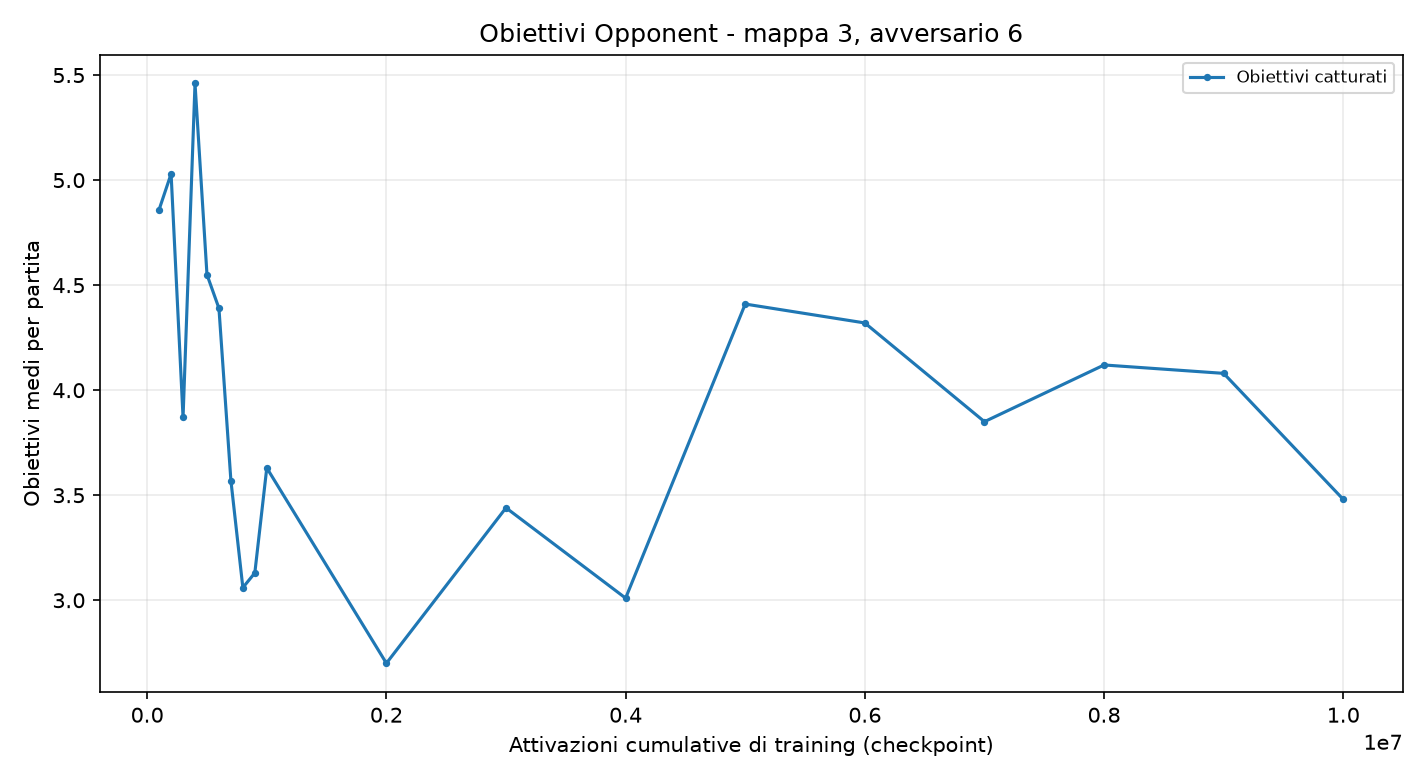 Obiettivi Opponent - mappa 3, avversario 6
Obiettivi catturati
Obiettivi medi per partita
5.5
5.0
4.5
4.0
3.5
3.0
0.0 0.2 0.4 0.6 0.8 1.0
1e7
Attivazioni cumulative di training (checkpoint)